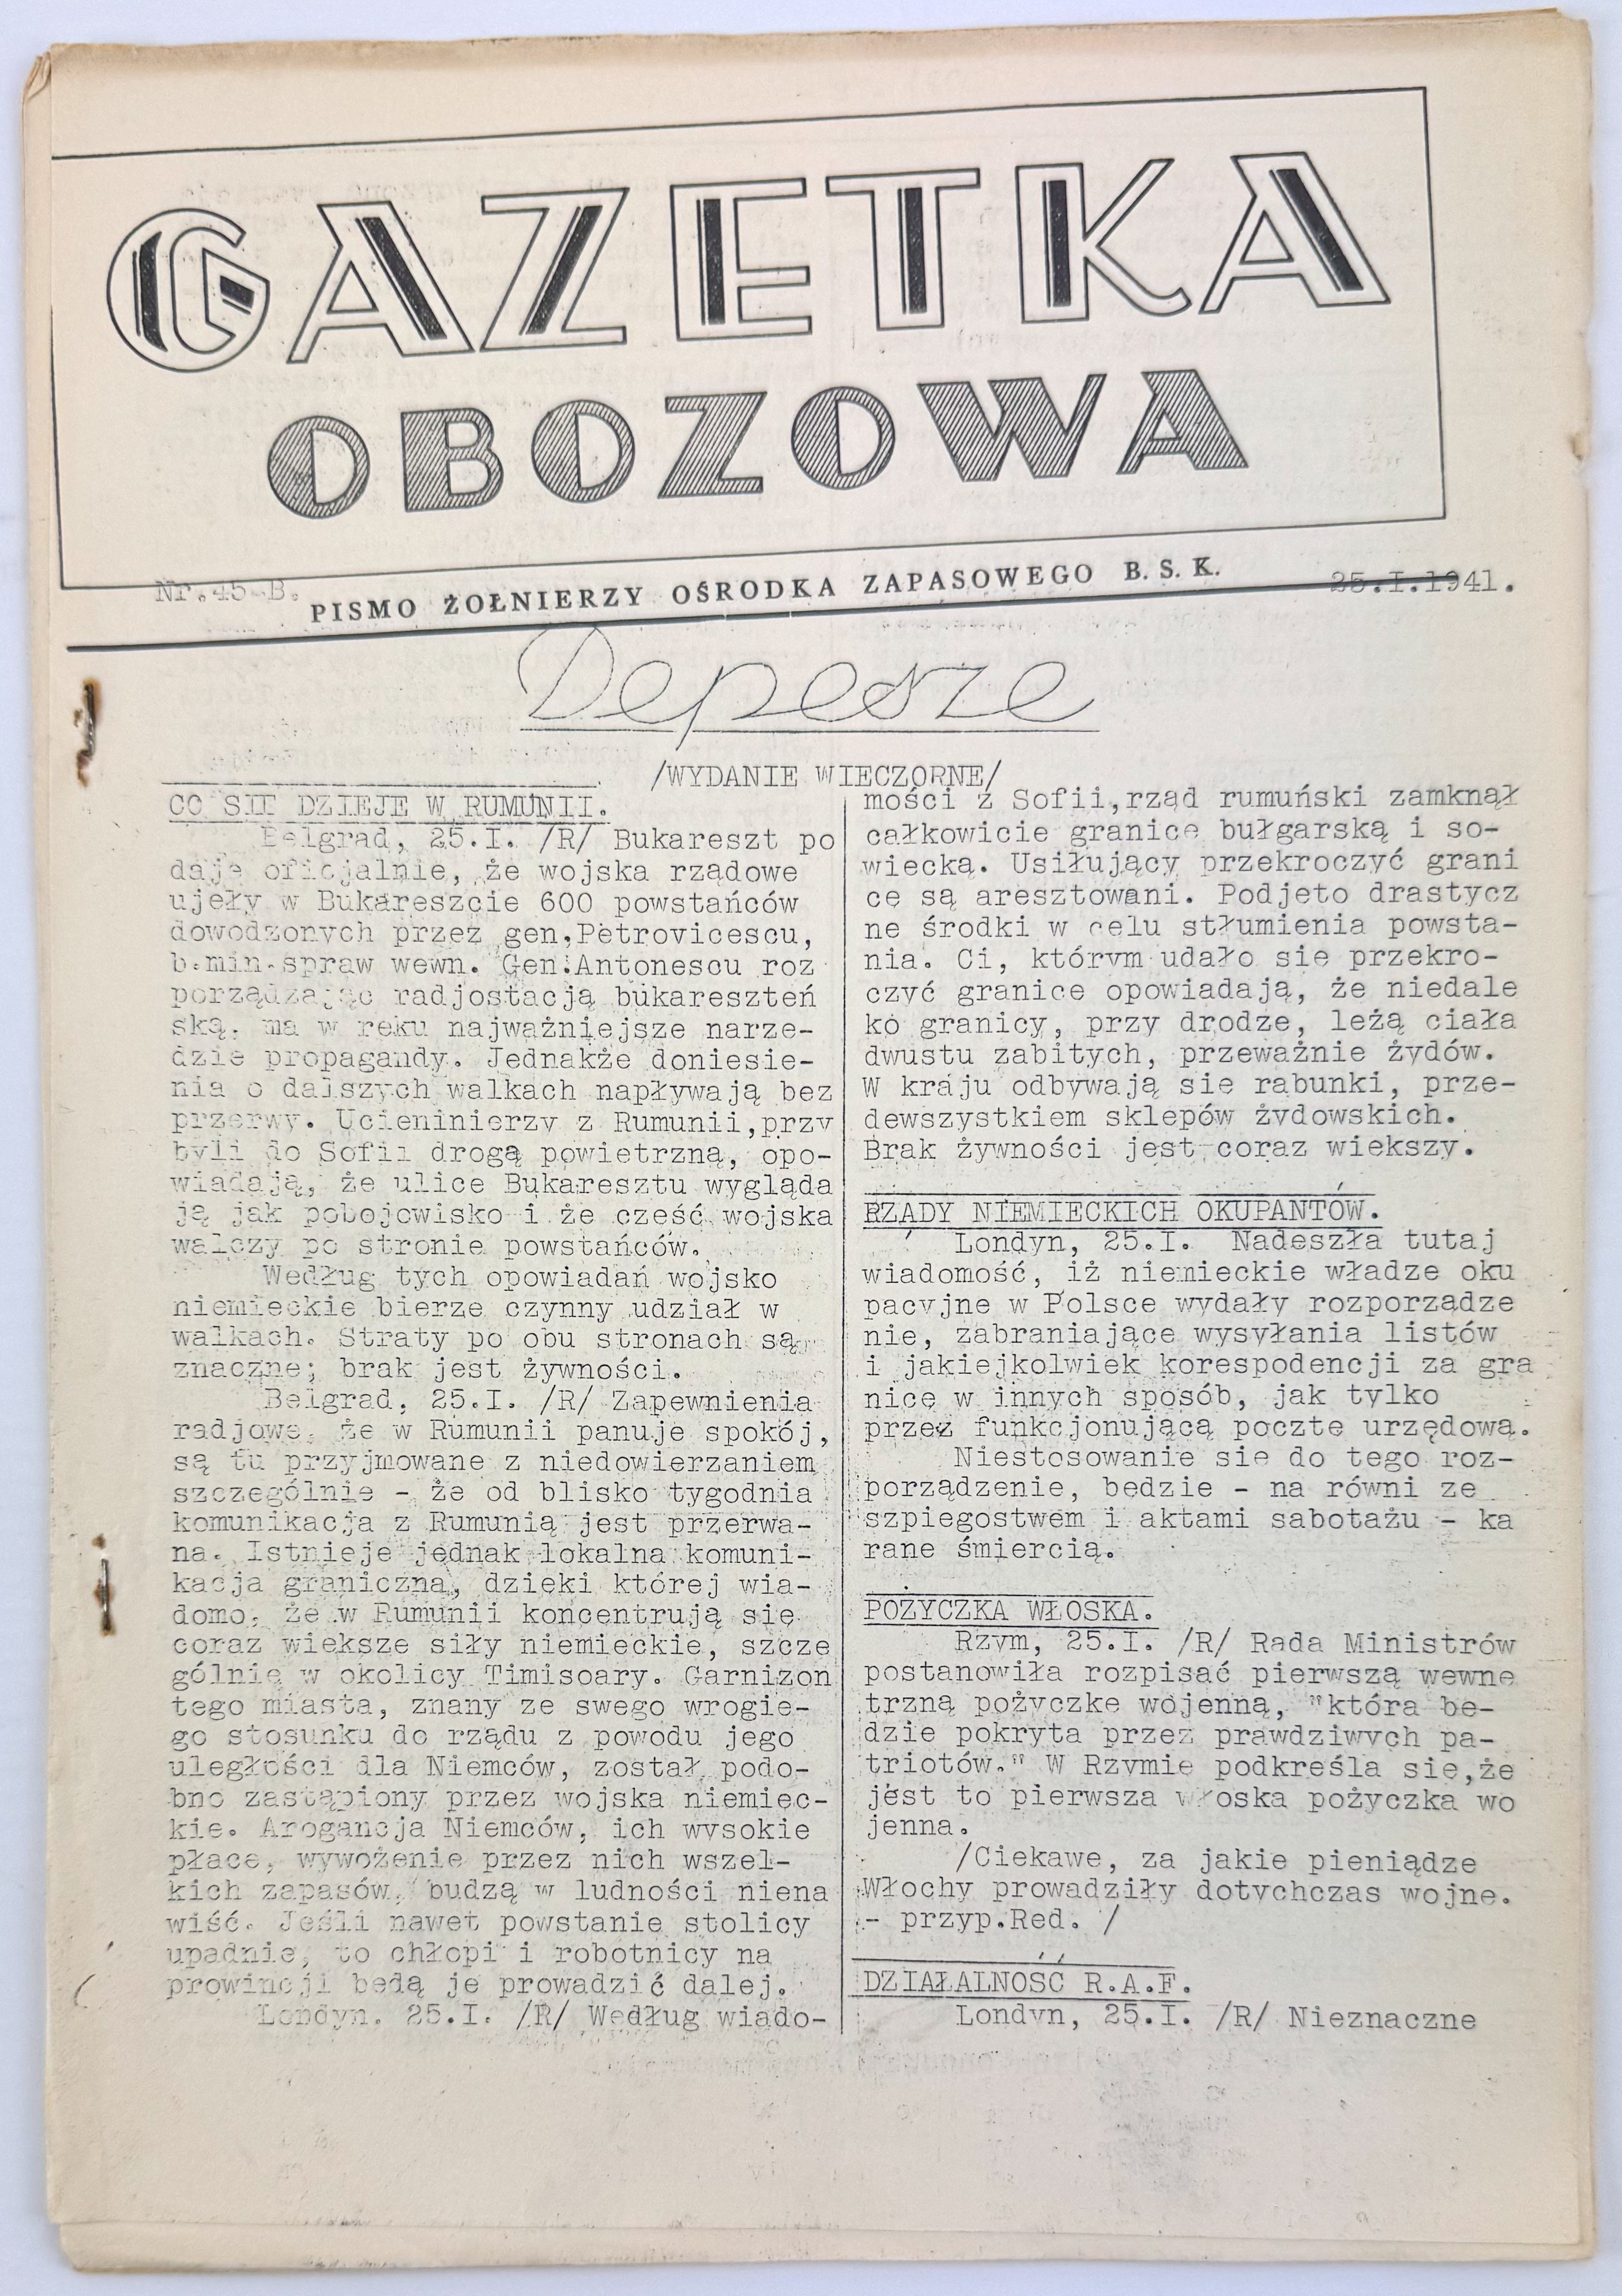 GAZETKA
OBOZOWA
Nr.45-B.
PISMO ŻOŁNIERZY OŚRODKA ZAPASOWEGO B. S. K.
25.I.1941.
Depesze
/WYDANIE WIECZORNE/
CO SIE DZIEJE W RUMUNII.
Belgrad, 25.I. /R/ Bukareszt po
daje oficjalnie, że wojska rządowe
ujeły w Bukareszcie 600 powstańców
dowodzonych przez gen.Petrovicescu,
b.min.spraw wewn. Gen.Antonescu roz
porządzając radjostacją bukareszteń
ską, ma w reku najważniejsze narze-
dzie propagandy. Jednakże doniesie-
nia o dalszych walkach napływają bez
przerwy. Ucieninierzy z Rumunii,przy
byli do Sofii drogą powietrzną, opo-
wiadają, że ulice Bukaresztu wygląda
ją jak pobojowisko i że cześć wojska
walczy po stronie powstańców.
Według tych opowiadań wojsko
niemieckie bierze czynny udział w
walkach. Straty po obu stronach są
znaczne; brak jest żywności.
Belgrad, 25.I. /R/ Zapewnienia
radjowe, że w Rumunii panuje spokój,
są tu przyjmowane z niedowierzaniem
szczególnie - że od blisko tygodnia
komunikacja z Rumunią jest przerwa-
na. Istnieje jednak lokalna komuni-
kacja graniczna, dzieki której wia-
domo, że w Rumunii koncentrują sie
coraz wieksze siły niemieckie, szcze
gólnie w okolicy Timisoary. Garnizon
tego miasta, znany ze swego wrogie-
go stosunku do rządu z powodu jego
uległości dla Niemców, został podo-
bno zastąpiony przez wojska niemiec-
kie. Arogancja Niemców, ich wysokie
płace, wywożenie przez nich wszel-
kich zapasów, budzą w ludności niena
wiść. Jeśli nawet powstanie stolicy
upadnie, to chłopi i robotnicy na
prowincji bedą je prowadzić dalej.
Londyn. 25.I. /R/ Według wiado-
mości z Sofii,rząd rumuński zamknął
całkowicie granice bułgarską i so-
wiecką. Usiłujący przekroczyć grani
ce są aresztowani. Podjeto drastycz
ne środki w celu stłumienia powsta-
nia. Ci, którym udało sie przekro-
czyć granice opowiadają, że niedale
ko granicy, przy drodze, leżą ciała
dwustu zabitych, przeważnie żydów.
W kraju odbywają sie rabunki, prze-
dewszystkiem sklepów żydowskich.
Brak żywności jest coraz wiekszy.
RZĄDY NIEMIECKICH OKUPANTÓW.
Londyn, 25.I. Nadeszła tutaj
wiadomość, iż niemieckie władze oku
pacyjne w Polsce wydały rozporządze
nie, zabraniające wysyłania listów
i jakiejkolwiek korespodencji za gra
nice w innych sposób, jak tylko
przez funkcjonującą poczte urzędową.
Niestosowanie sie do tego roz-
porządzenie, bedzie - na równi ze
szpiegostwem i aktami sabotażu - ka
rane śmiercią.
POŻYCZKA WŁOSKA.
Rzym, 25.I. /R/ Rada Ministrów
postanowiła rozpisać pierwszą wewne
trzną pożyczke wojenną, "która be-
dzie pokryta przez prawdziwych pa-
triotów." W Rzymie podkreśla sie,że
jest to pierwsza włoska pożyczka wo
jenna.
/Ciekawe, za jakie pieniądze
Włochy prowadziły dotychczas wojne.
- przyp.Red. /
DZIAŁALNOŚĆ R.A.F.
Londyn, 25.I. /R/ Nieznaczne